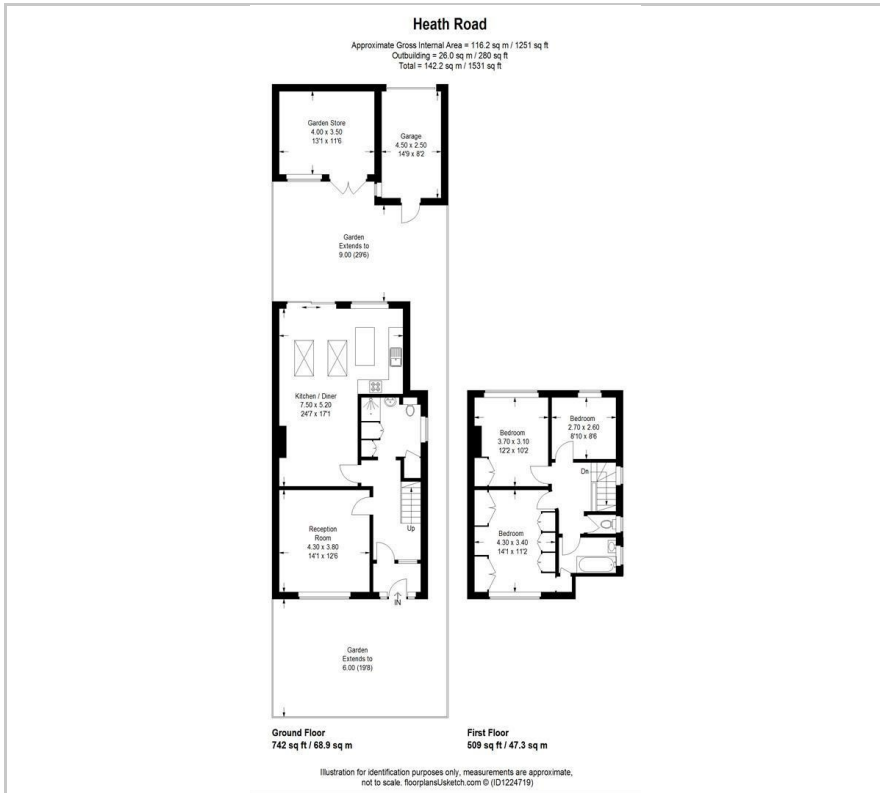 Heath Road
Approximate Gross Internal Area = 116.2 sq m / 1251 sq ft
Outbuilding = 26.0 sq m / 280 sq ft
Total = 142.2 sq m / 1531 sq ft
Garden Store
4.00 x 3.50
13'1 x 11'6
Garage
4.50 x 2.50
14'9 x 8'2
Garden
Extends to
9.00 (29'6)
Kitchen / Diner
7.50 x 5.20
24'7 x 17'1
Reception
Room
4.30 x 3.80
14'1 x 12'6
Up
IN
Garden
Extends to
6.00 (19'8)
Bedroom
3.70 x 3.10
12'2 x 10'2
Bedroom
2.70 x 2.60
8'10 x 8'6
Dn
Bedroom
4.30 x 3.40
14'1 x 11'2
Ground Floor
742 sq ft / 68.9 sq m
First Floor
509 sq ft / 47.3 sq m
Illustration for identification purposes only, measurements are approximate,
not to scale. floorplansUsketch.com © (ID1224719)